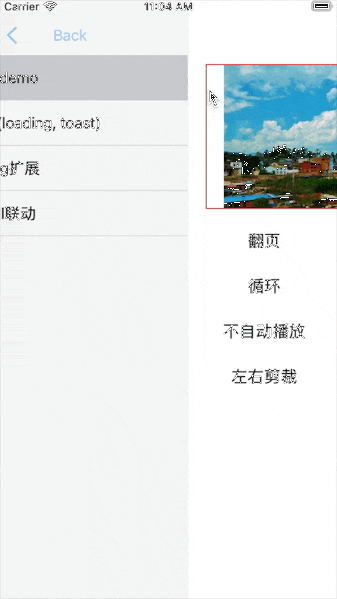 Carrier 11:04 AM
Back
demo
(loading, toast)
g扩展
l联动
翻页
循环
不自动播放
左右剪裁